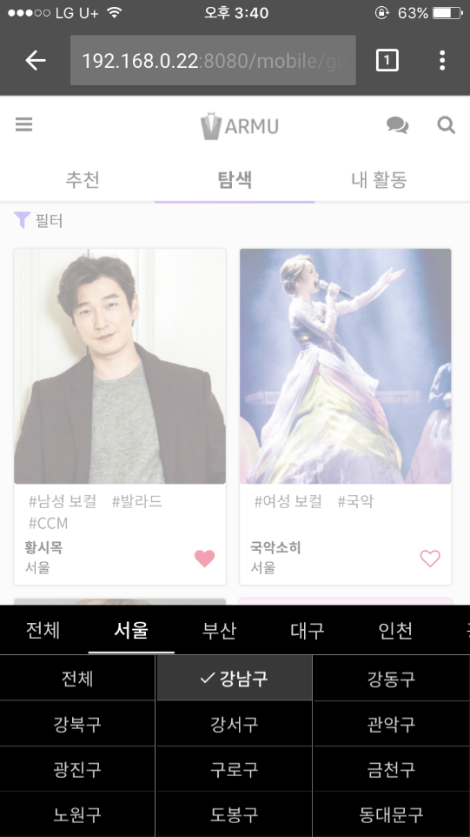 LG U+ 오후 3:40 63%
192.168.0.22:8080/mobile/g
1
ARMU
추천 탐색 내 활동
필터
#남성 보컬 #발라드
#CCM
황시목
서울
#여성 보컬 #국악
국악소히
서울
전체 서울 부산 대구 인천
전체 강남구 강동구
강북구 강서구 관악구
광진구 구로구 금천구
노원구 도봉구 동대문구